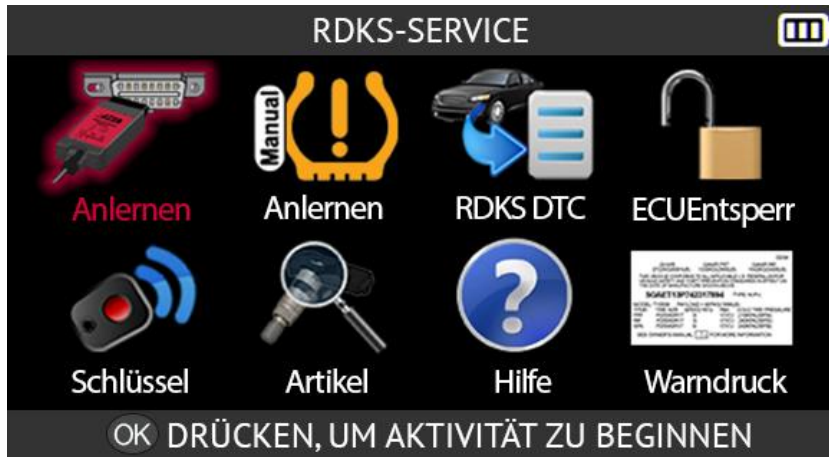 RDKS-SERVICE
Manual
Anlernen
Anlernen
RDKS DTC
ECUEntsperr
Schlüssel
Artikel
Hilfe
Warndruck
OK DRÜCKEN, UM AKTIVITÄT ZU BEGINNEN